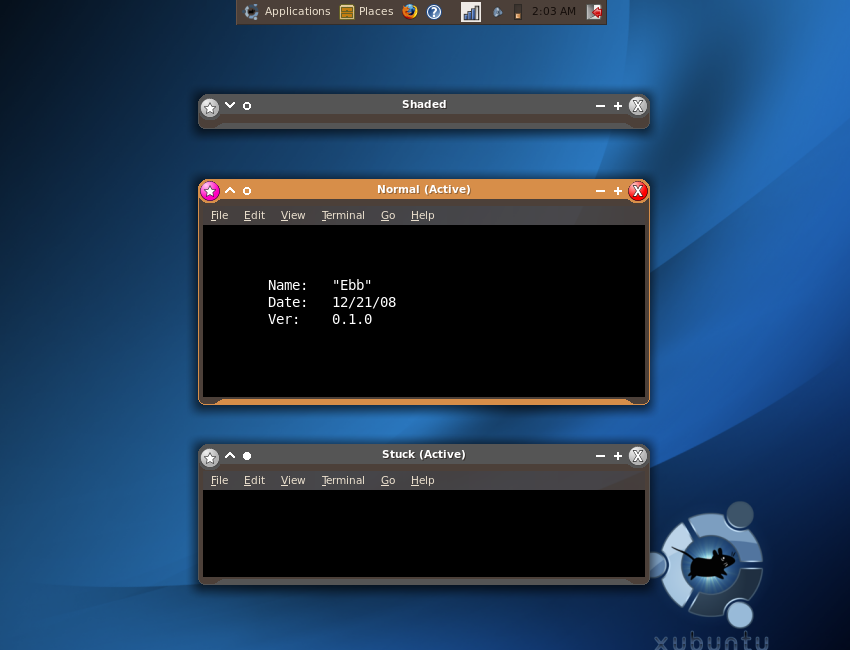 Applications Places 2:03 AM
Shaded
Normal (Active)
File Edit View Terminal Go Help
Name: "Ebb"
Date: 12/21/08
Ver: 0.1.0
Stuck (Active)
File Edit View Terminal Go Help
xubuntu